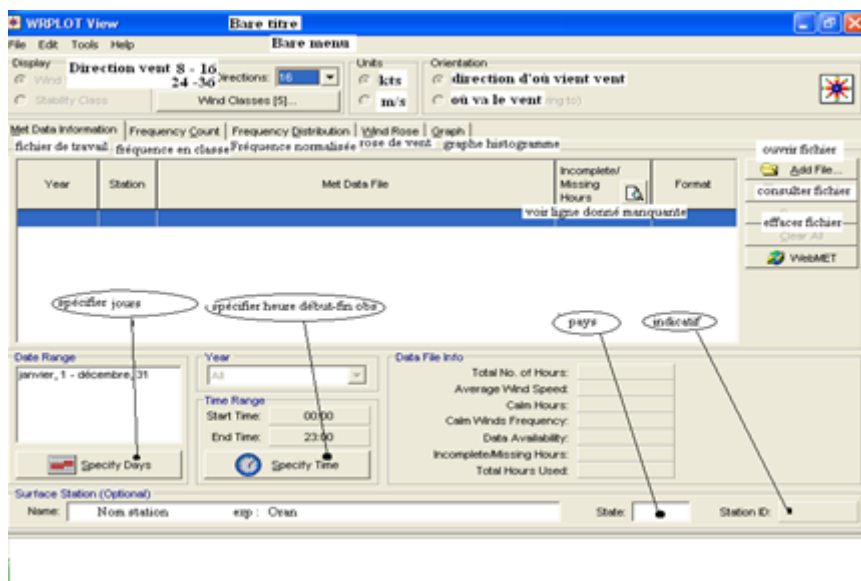 WRPLOT View Bare titre
File Edit Tools Help Bare menu
Display Units Orientation
Direction vent 8 - 16
24 -36 Directions: 16
Wind kts direction d'où vient vent
Stability Class Wind Classes [5]... m/s où va le vent
Met Data Information Frequency Count Frequency Distribution Wind Rose Graph
fichier de travail fréquence en classe Fréquence normalisée rose de vent graphe histogramme
ouvrir fichier
Add File...
consulter fichier
effacer fichier
Clear All
WebMET
Year Station Met Data File Incomplete/ Missing Hours Format
voir ligne donné manquante
spécifier joues spécifier heure début-fin obs pays indicatif
Date Range Year Data File Info
janvier, 1 - décembre, 31 All
Time Range
Start Time: 00:00
End Time: 23:00
Specify Days Specify Time
Total No. of Hours:
Average Wind Speed:
Calm Hours:
Calm Winds Frequency:
Data Availability:
Incomplete/Missing Hours:
Total Hours Used:
Surface Station (Optional)
Name: Nom station exp : Oran State: Station ID: